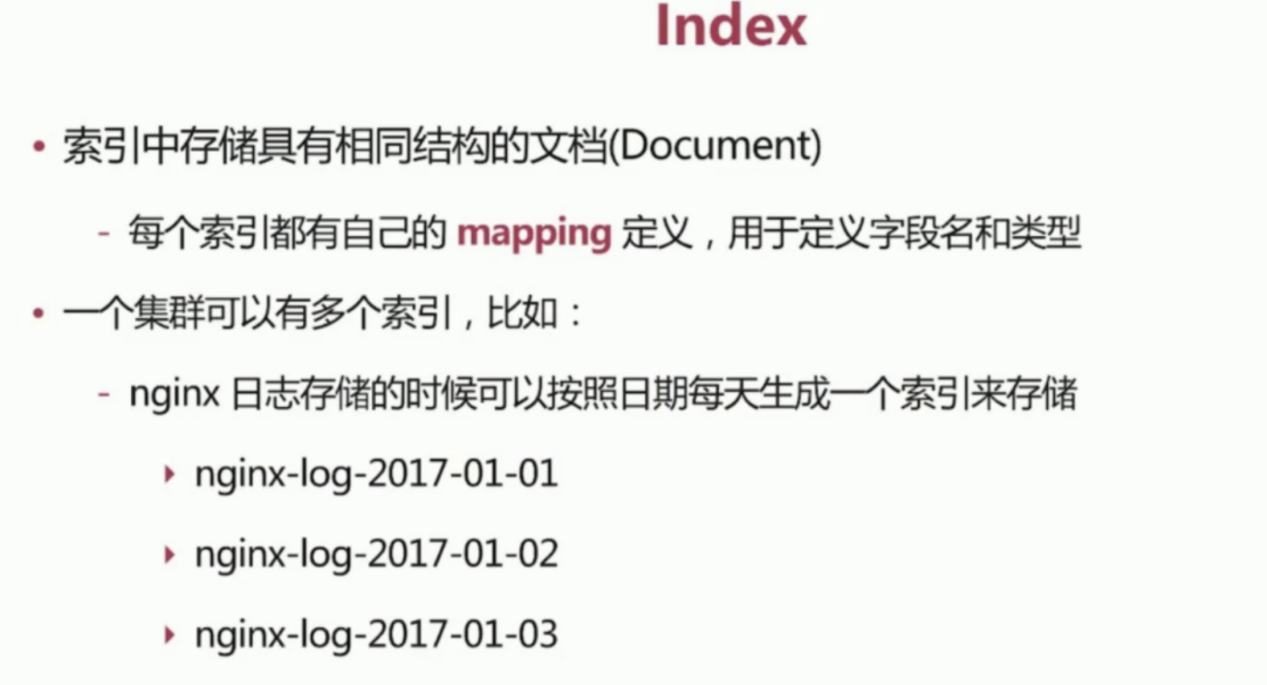 Index
• 索引中存储具有相同结构的文档(Document)
- 每个索引都有自己的 mapping 定义，用于定义字段名和类型
• 一个集群可以有多个索引，比如：
- nginx 日志存储的时候可以按照日期每天生成一个索引来存储
nginx-log-2017-01-01
nginx-log-2017-01-02
nginx-log-2017-01-03